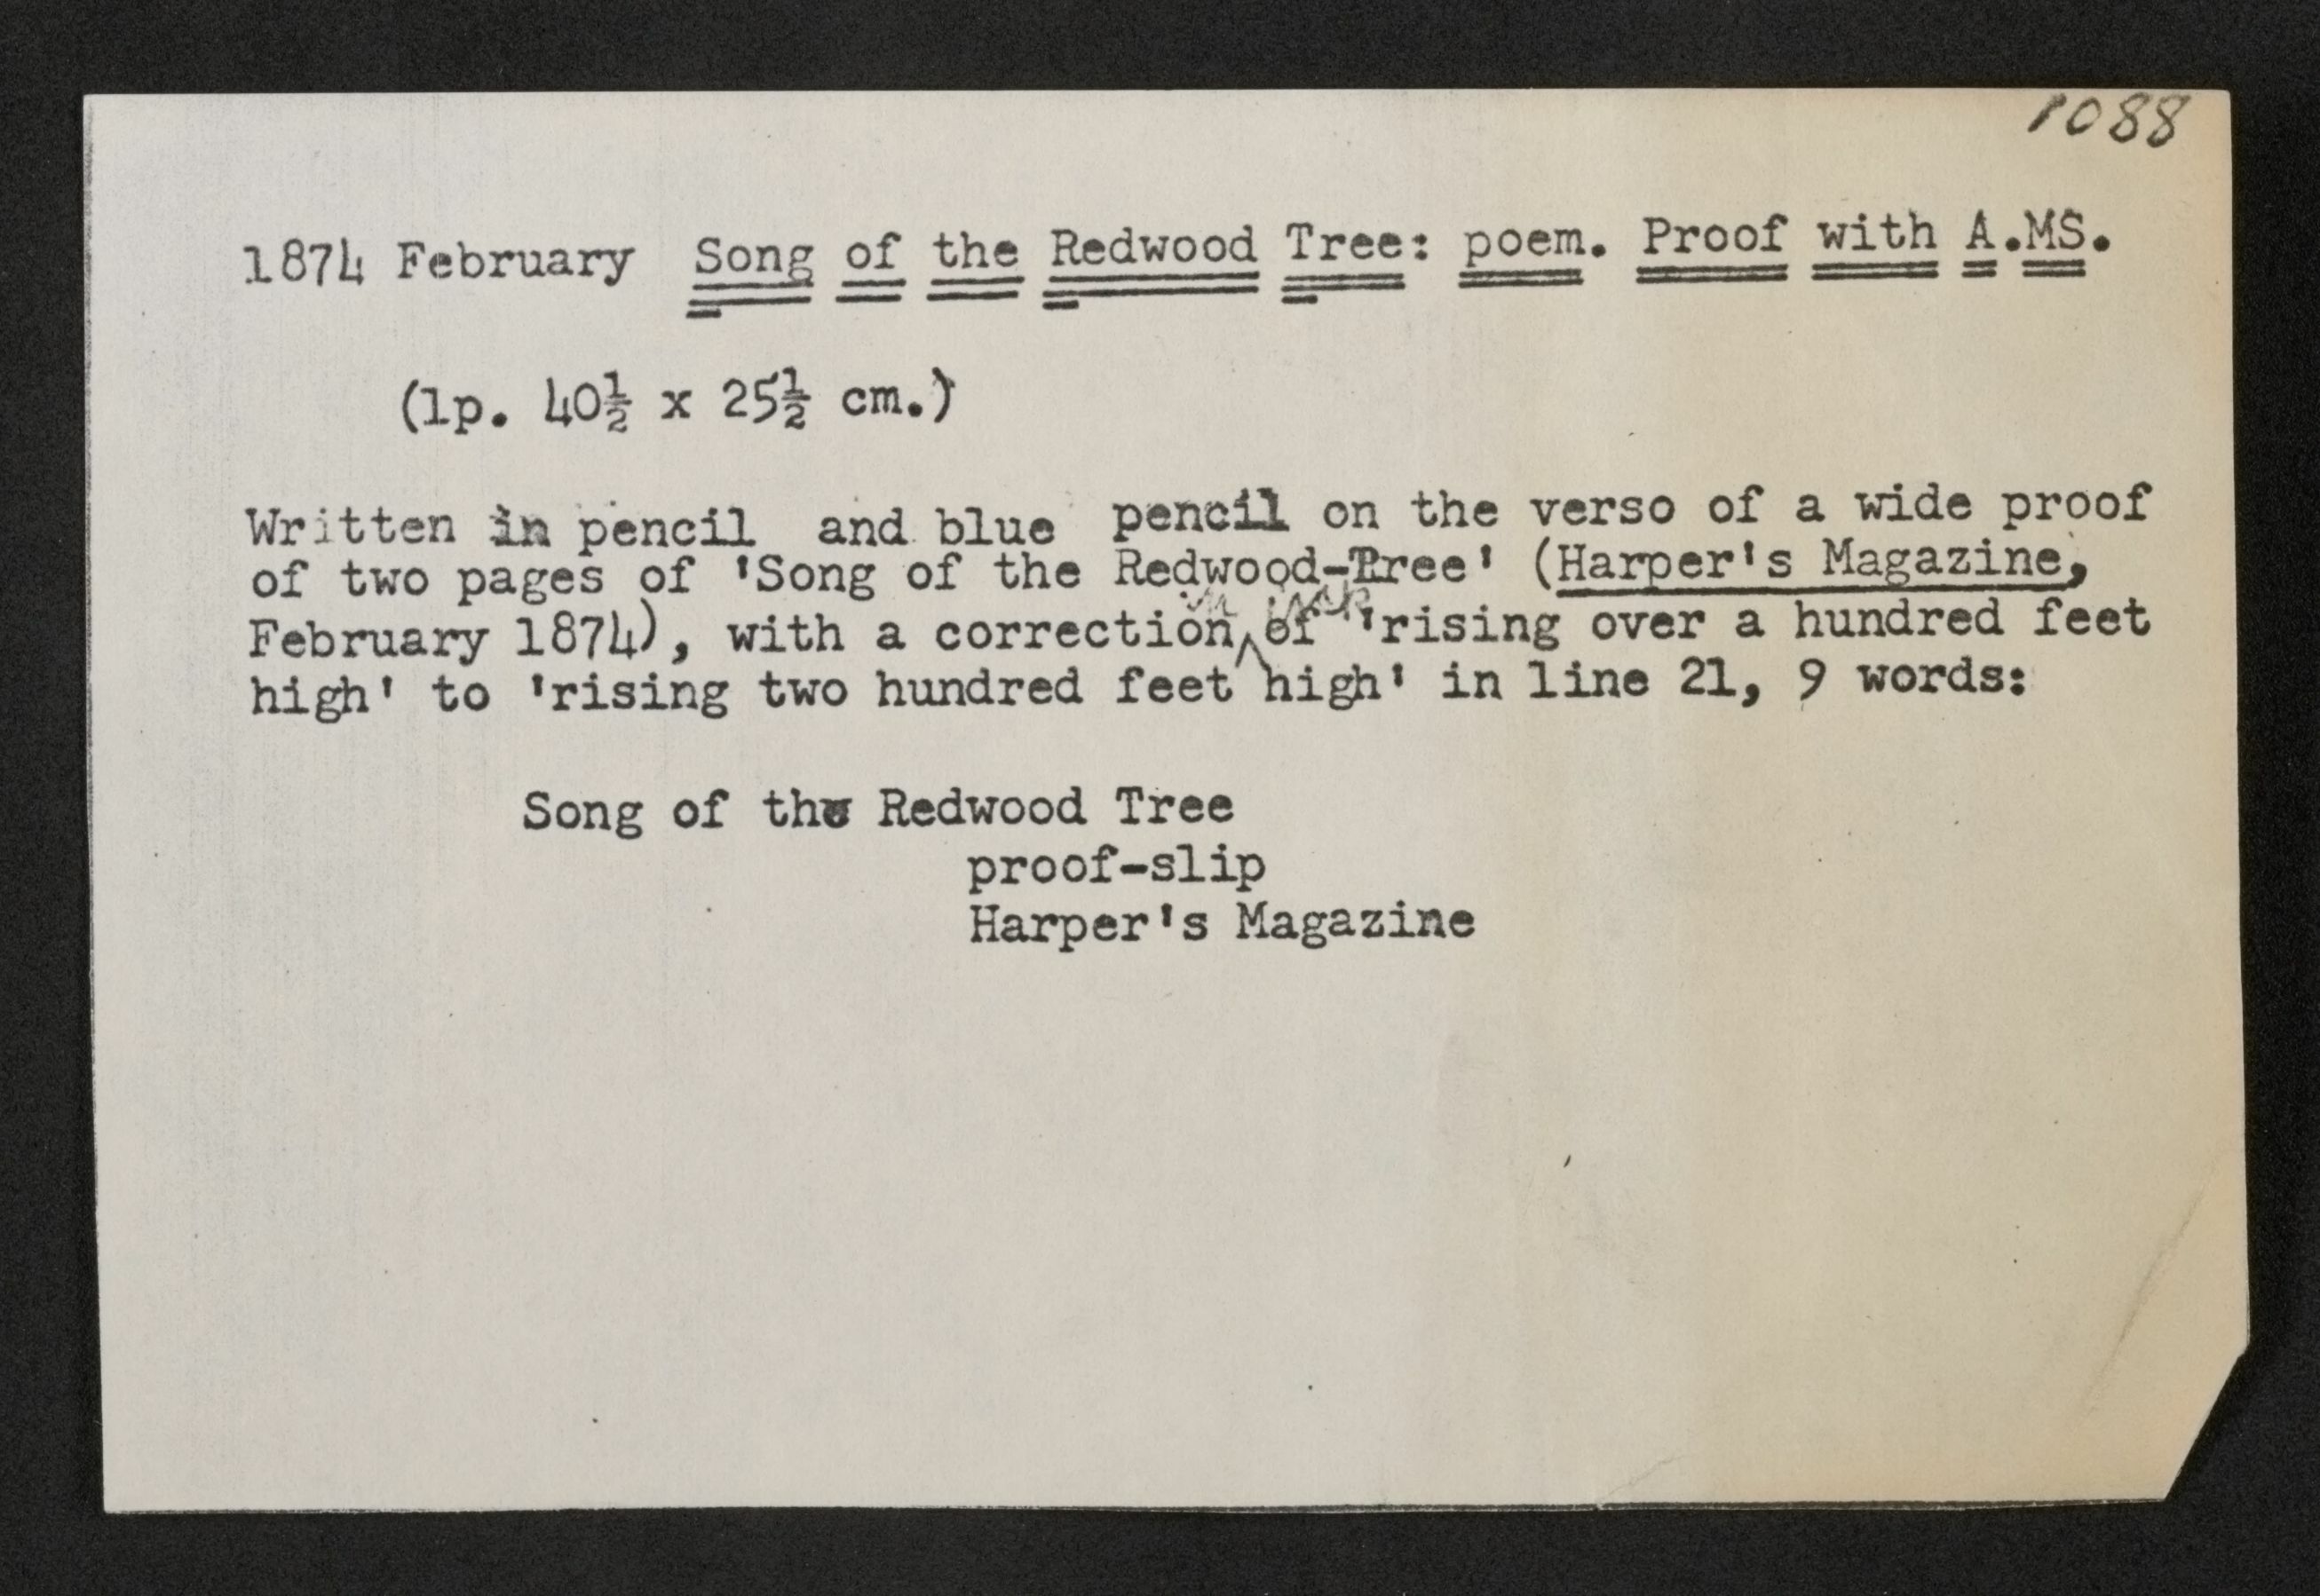 1088
1874 February Song of the Redwood Tree: poem. Proof with A.MS.
(1p. 40½ x 25½ cm.)
Written in pencil and blue pencil on the verso of a wide proof
of two pages of 'Song of the Redwood-Tree' (Harper's Magazine,
in ink
February 1874), with a correction ^ of 'rising over a hundred feet
high' to 'rising two hundred feet high' in line 21, 9 words:
Song of the Redwood Tree
proof-slip
Harper's Magazine